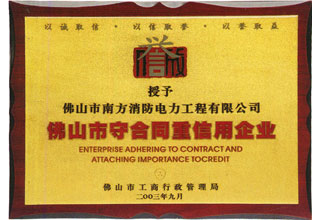 以诚取信 · 以信取誉 · 以誉取益
誉
授予
佛山市南方消防电力工程有限公司
佛山市守合同重信用企业
ENTERPRISE ADHERING TO CONTRACT AND
ATTACHING IMPORTANCE TOCREDIT
佛山市工商行政管理局
二00三年九月